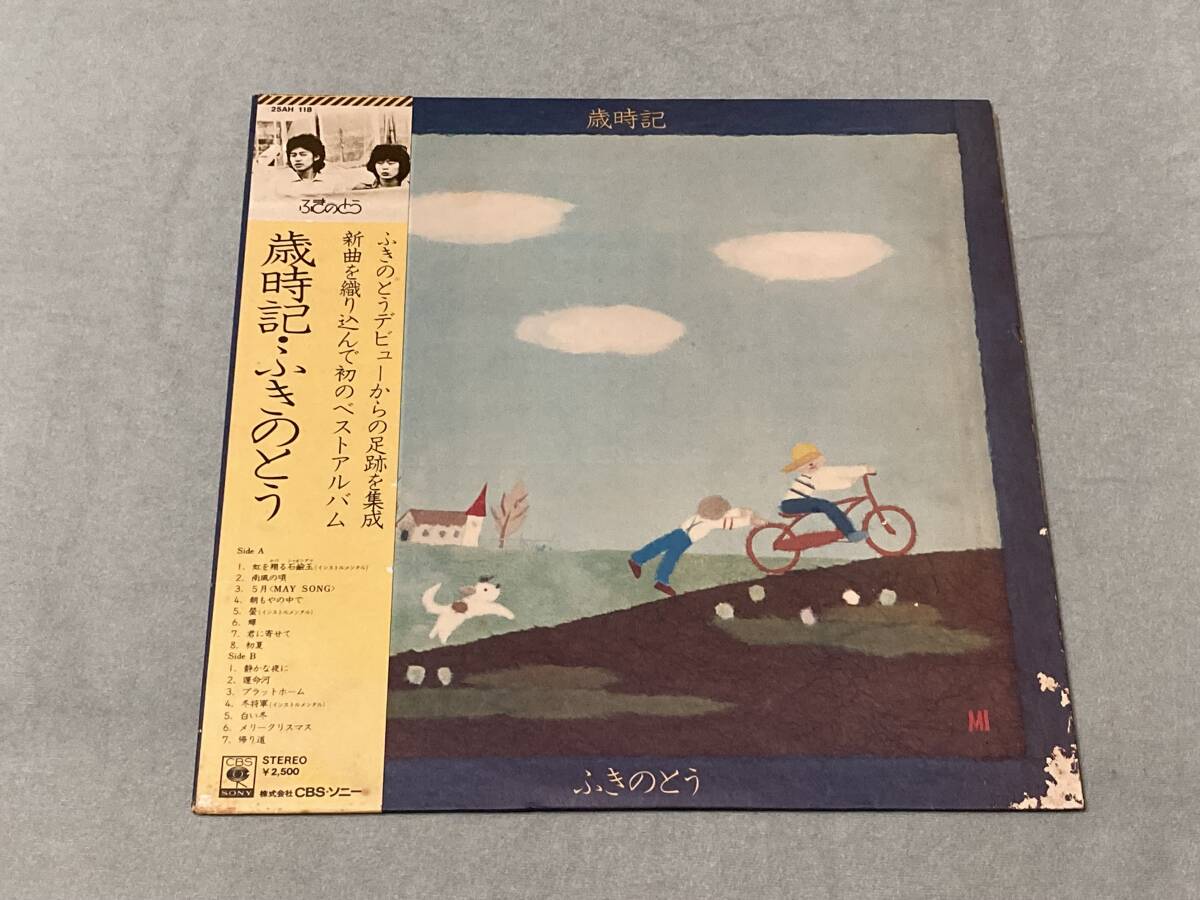 25AH 118
ふきのとう
ふきのとうデビューからの足跡を集成
新曲を織り込んで初のベストアルバム
歳時記・ふきのとう
Side A
1. 虹を翔る石鹸玉(インストルメンタル)
2. 南風の頃
3. 5月〈MAY SONG〉
4. 朝もやの中で
5. 蛍(インストルメンタル)
6. 蝉
7. 君に寄せて
8. 初夏
Side B
1. 静かな夜に
2. 運命河
3. プラットホーム
4. 冬将軍(インストルメンタル)
5. 白い冬
6. メリークリスマス
7. 帰り道
CBS
SONY
STEREO
¥2,500
株式会社 CBS・ソニー
歳時記
MI
ふきのとう